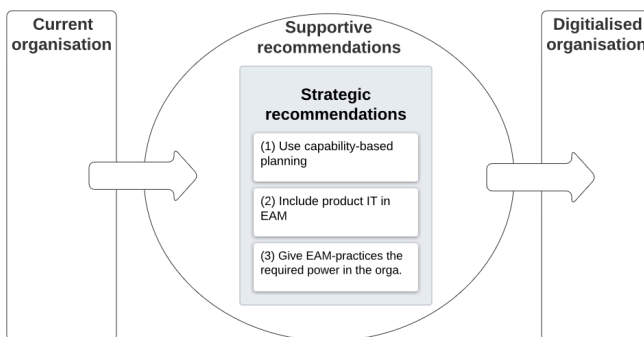 Current
organisation
Supportive
recommendations
Strategic
recommendations
(1) Use capability-based
planning
(2) Include product IT in
EAM
(3) Give EAM-practices the
required power in the orga.
Digitialised
organisation